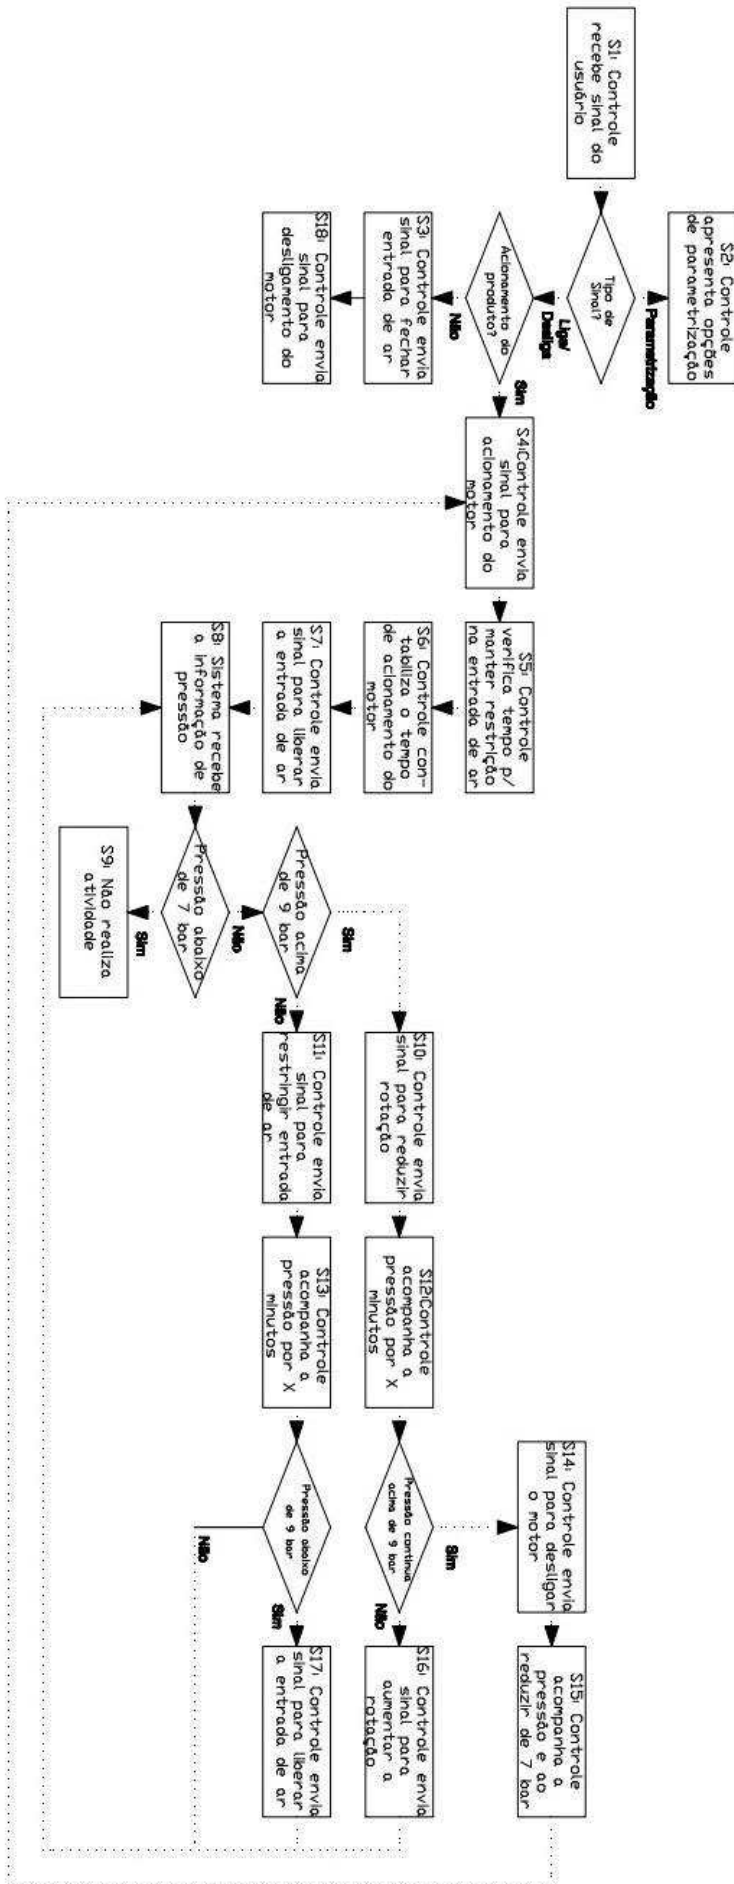 S1: Controle
recebe sinal do
usuário
Tipo de
Sinal?
Parametrização
S2: Controle
apresenta opções
de parametrização
Liga/
Desliga
Acionamento do
produto?
Não
S3: Controle envia
sinal para fechar
entrada de ar
S18: Controle envia
sinal para
desligamento do
motor
Sim
S4:Controle envia
sinal para
acionamento do
motor
S5: Controle
verifica tempo p/
manter restrição
na entrada de ar
S6: Controle con-
tabiliza o tempo
de acionamento do
motor
S7: Controle envia
sinal para liberar
a entrada de ar
S8: Sistema recebe
a informação de
pressão
Pressão abaixo
de 7 bar
Sim
S9: Não realiza
atividade
Não
Pressão acima
de 9 bar
Sim
S10: Controle envia
sinal para reduzir
rotação
Não
S11: Controle envia
sinal para
restringir entrada
de ar
S12:Controle
acompanha a
pressão por X
minutos
S13: Controle
acompanha a
pressão por X
minutos
Pressão continua
acima de 9 bar
Sim
S14: Controle envia
sinal para desligar
o motor
S15: Controle
acompanha a
pressão e ao
reduzir de 7 bar
Não
S16: Controle envia
sinal para
aumentar a
rotação
Pressão abaixo
de 9 bar
Sim
S17: Controle envia
sinal para liberar
a entrada de ar
Não